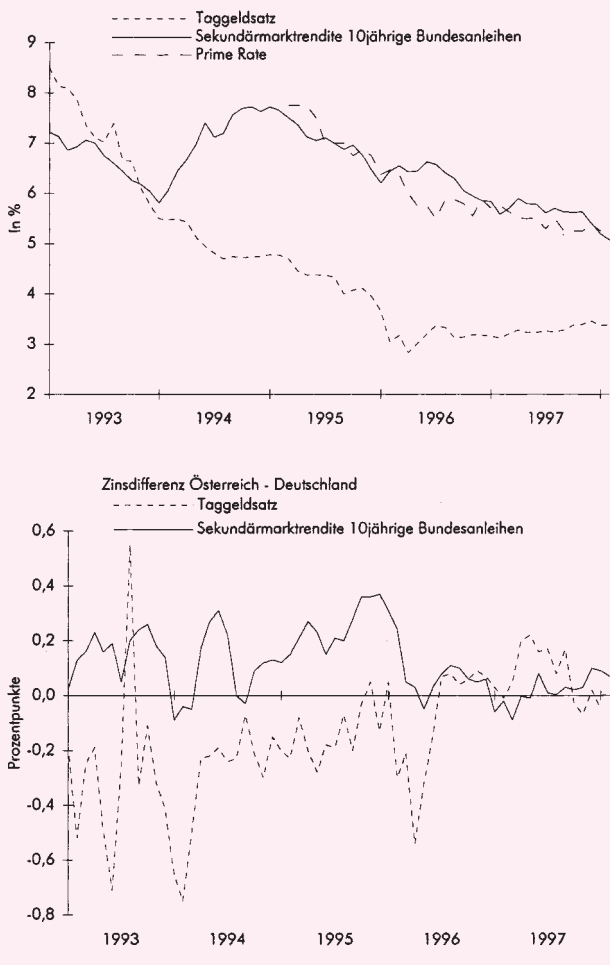 Taggeldsatz
Sekundärmarktrendite 10jährige Bundesanleihen
Prime Rate
9
8
7
6
5
4
3
2
In %
1993 1994 1995 1996 1997
Zinsdifferenz Österreich - Deutschland
Taggeldsatz
Sekundärmarktrendite 10jährige Bundesanleihen
0,6
0,4
0,2
0,0
-0,2
-0,4
-0,6
-0,8
Prozentpunkte
1993 1994 1995 1996 1997